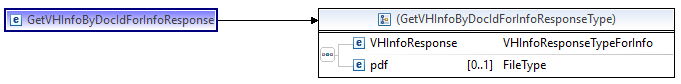 GetVHInfoByDocIdForInfoResponse
(GetVHInfoByDocIdForInfoResponseType)
VHInfoResponse VHInfoResponseTypeForInfo
pdf [0..1] FileType